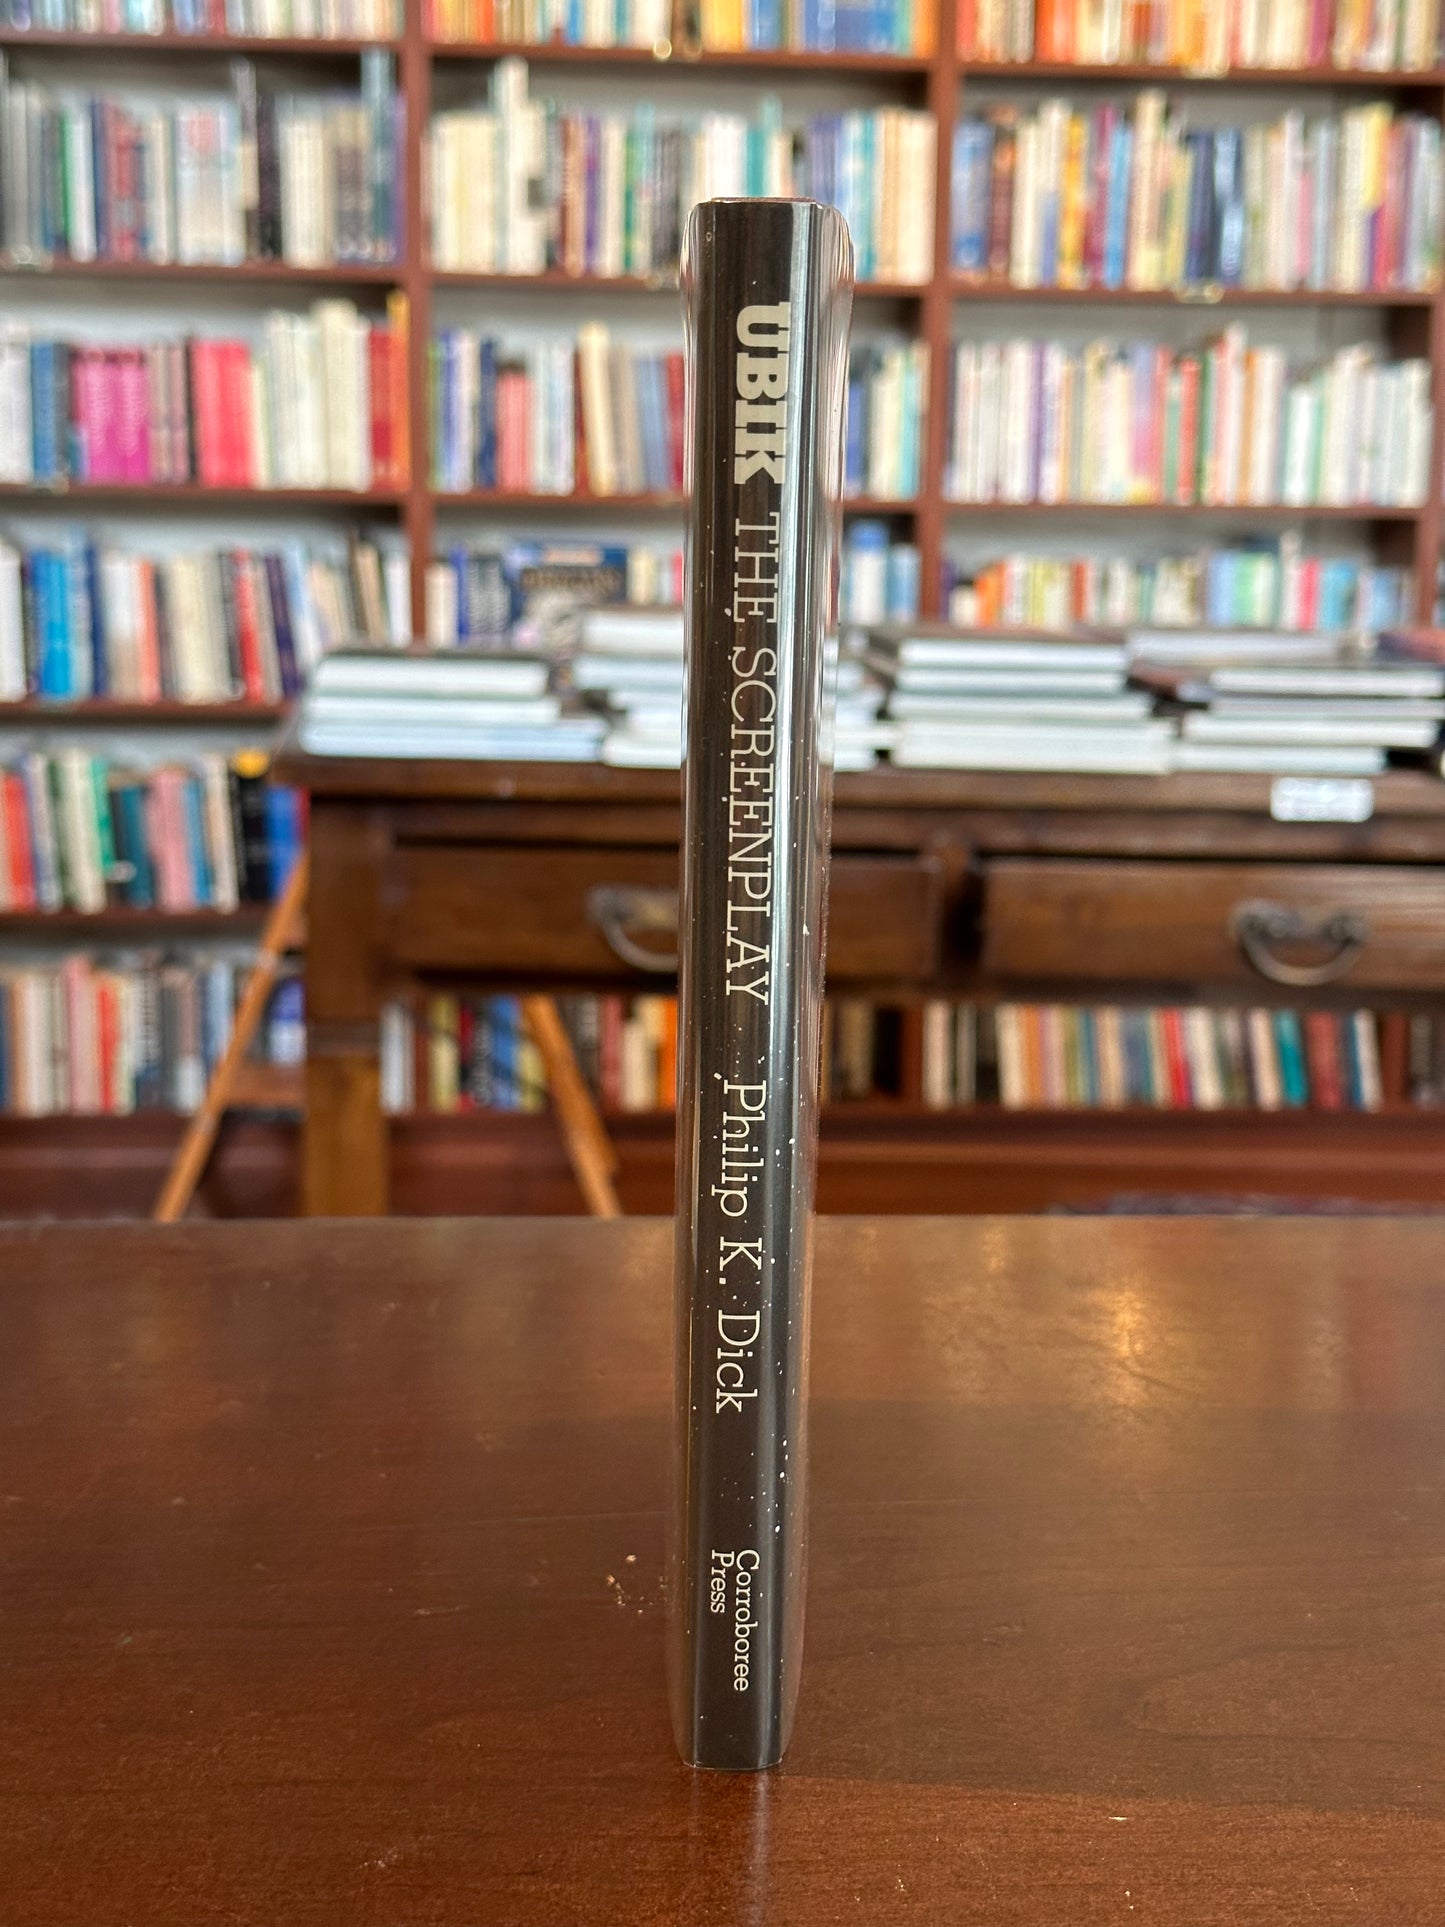 UBIK THE SCREENPLAY Philip K. Dick
Corroboree
Press